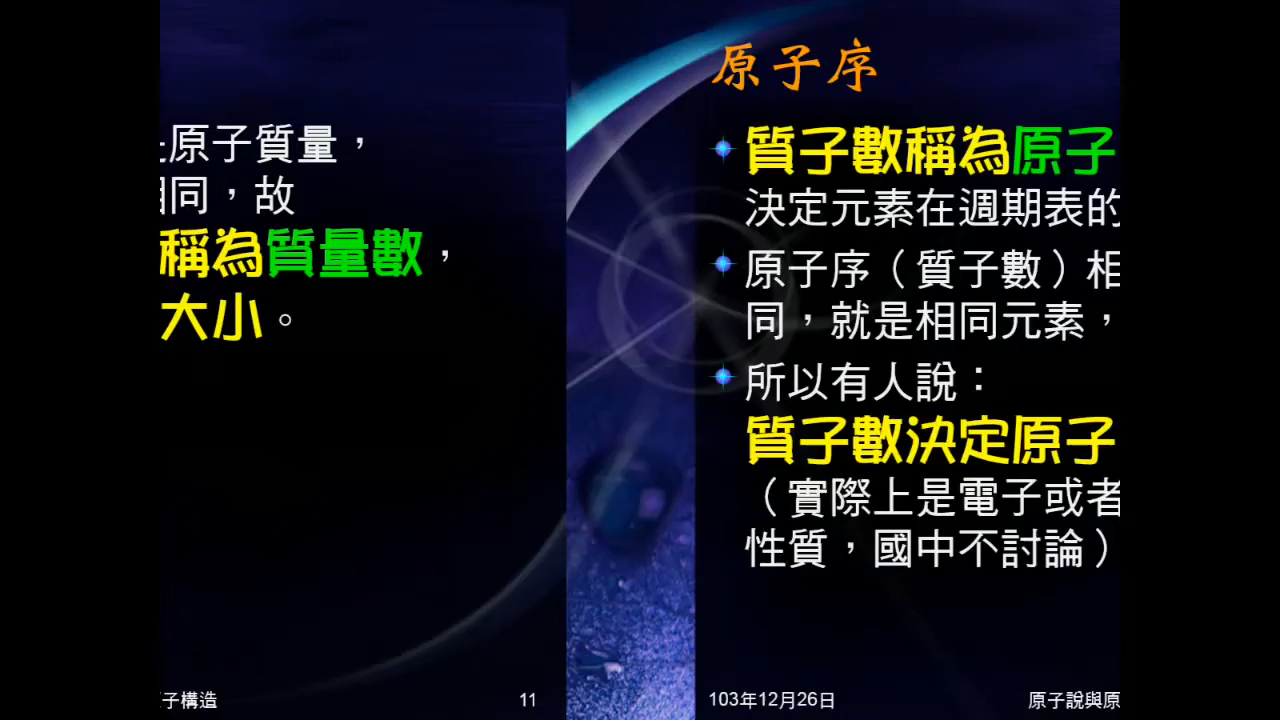 原子質量，
同，故
稱為質量數，
大小。
子構造
11
原子序
質子數稱為原子
決定元素在週期表的
原子序（質子數）相
同，就是相同元素，
所以有人說：
質子數決定原子
（實際上是電子或者
性質，國中不討論）
103年12月26日
原子說與原